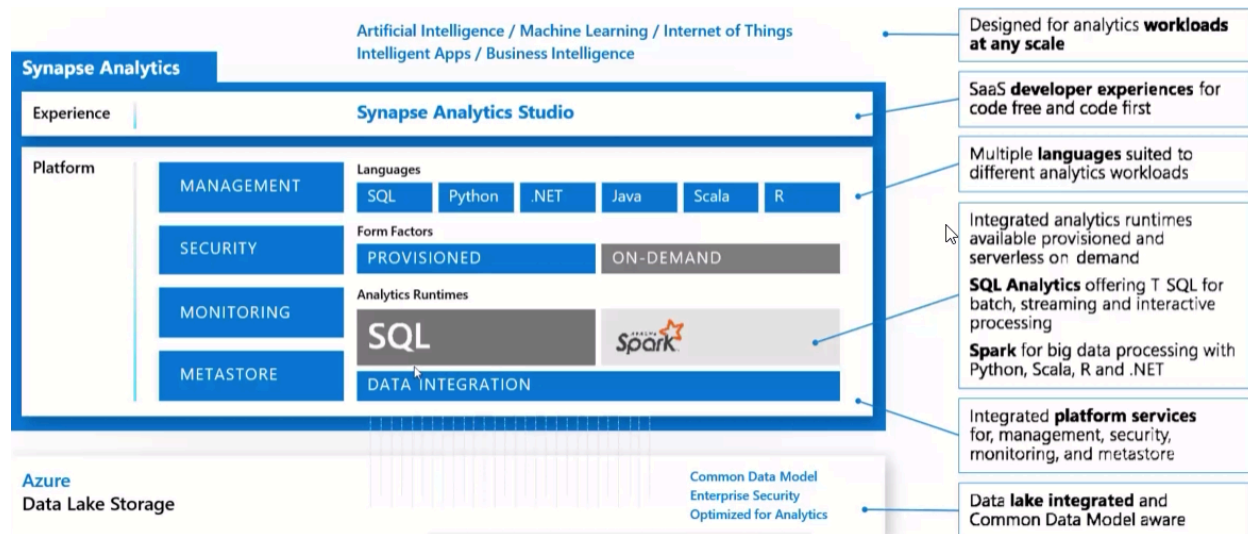 Artificial Intelligence / Machine Learning / Internet of Things
Intelligent Apps / Business Intelligence
Synapse Analytics
Experience
Synapse Analytics Studio
Platform
MANAGEMENT
SECURITY
MONITORING
METASTORE
Languages
SQL
Python
.NET
Java
Scala
R
Form Factors
PROVISIONED
ON-DEMAND
Analytics Runtimes
SQL
APACHE
Spark
DATA INTEGRATION
Azure
Data Lake Storage
Common Data Model
Enterprise Security
Optimized for Analytics
Designed for analytics workloads
at any scale
SaaS developer experiences for
code free and code first
Multiple languages suited to
different analytics workloads
Integrated analytics runtimes
available provisioned and
serverless on demand
SQL Analytics offering T SQL for
batch, streaming and interactive
processing
Spark for big data processing with
Python, Scala, R and .NET
Integrated platform services
for, management, security,
monitoring, and metastore
Data lake integrated and
Common Data Model aware